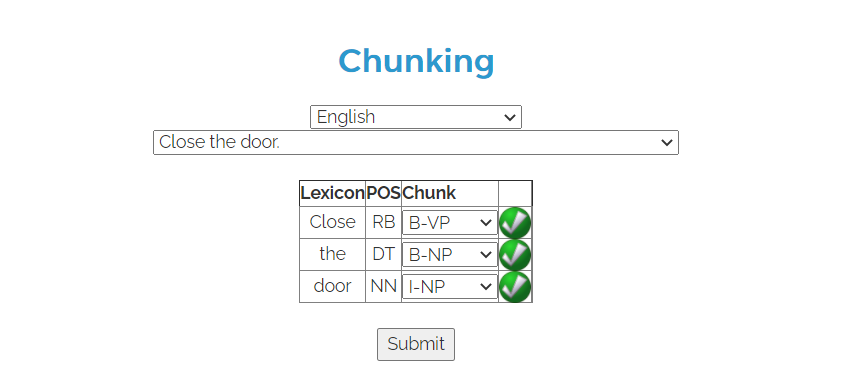 Chunking
English
Close the door.
Lexicon POS Chunk
Close RB B-VP
the DT B-NP
door NN I-NP
Submit